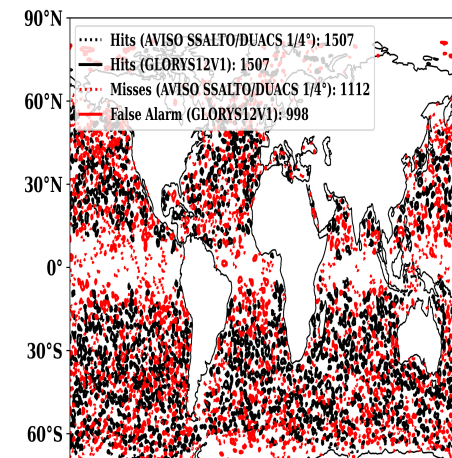 90°N
Hits (AVISO SSALTO/DUACS 1/4°): 1507
Hits (GLORYS12V1): 1507
Misses (AVISO SSALTO/DUACS 1/4°): 1112
False Alarm (GLORYS12V1): 998
60°N
30°N
0°
30°S
60°S